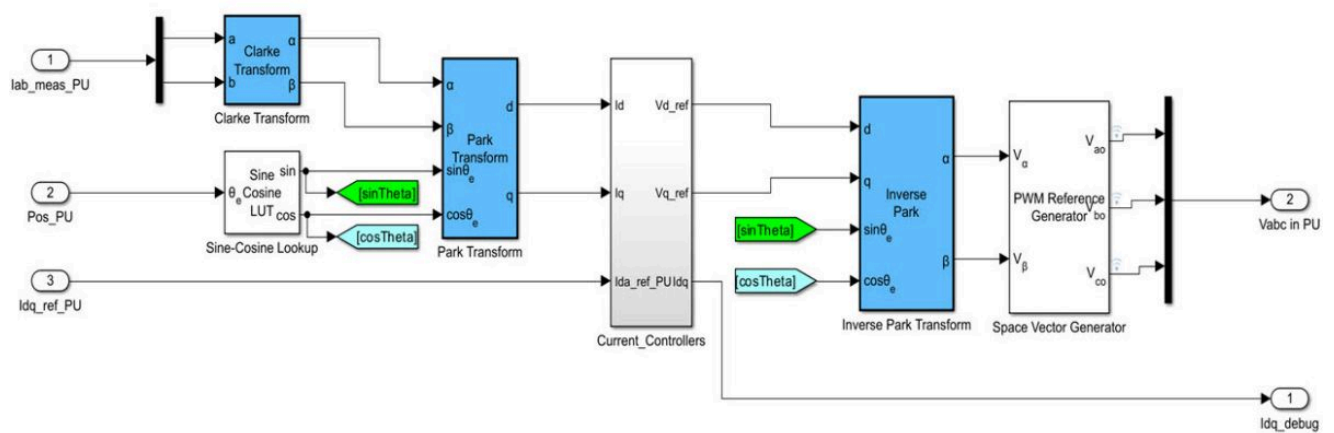 1
Iab_meas_PU
a
b
Clarke
Transform
α
β
Clarke Transform
2
Pos_PU
θe
Sine
Cosine
LUT
sin
cos
Sine-Cosine Lookup
[sinTheta]
[cosTheta]
α
β
sinθe
cosθe
Park
Transform
d
q
Park Transform
3
Idq_ref_PU
Id
Iq
Ida_ref_PU
Vd_ref
Vq_ref
Idq
Current_Controllers
[sinTheta]
[cosTheta]
d
q
sinθe
cosθe
Inverse
Park
α
β
Inverse Park Transform
Vα
Vβ
PWM Reference
Generator
Vao
Vbo
Vco
Space Vector Generator
2
Vabc in PU
1
Idq_debug